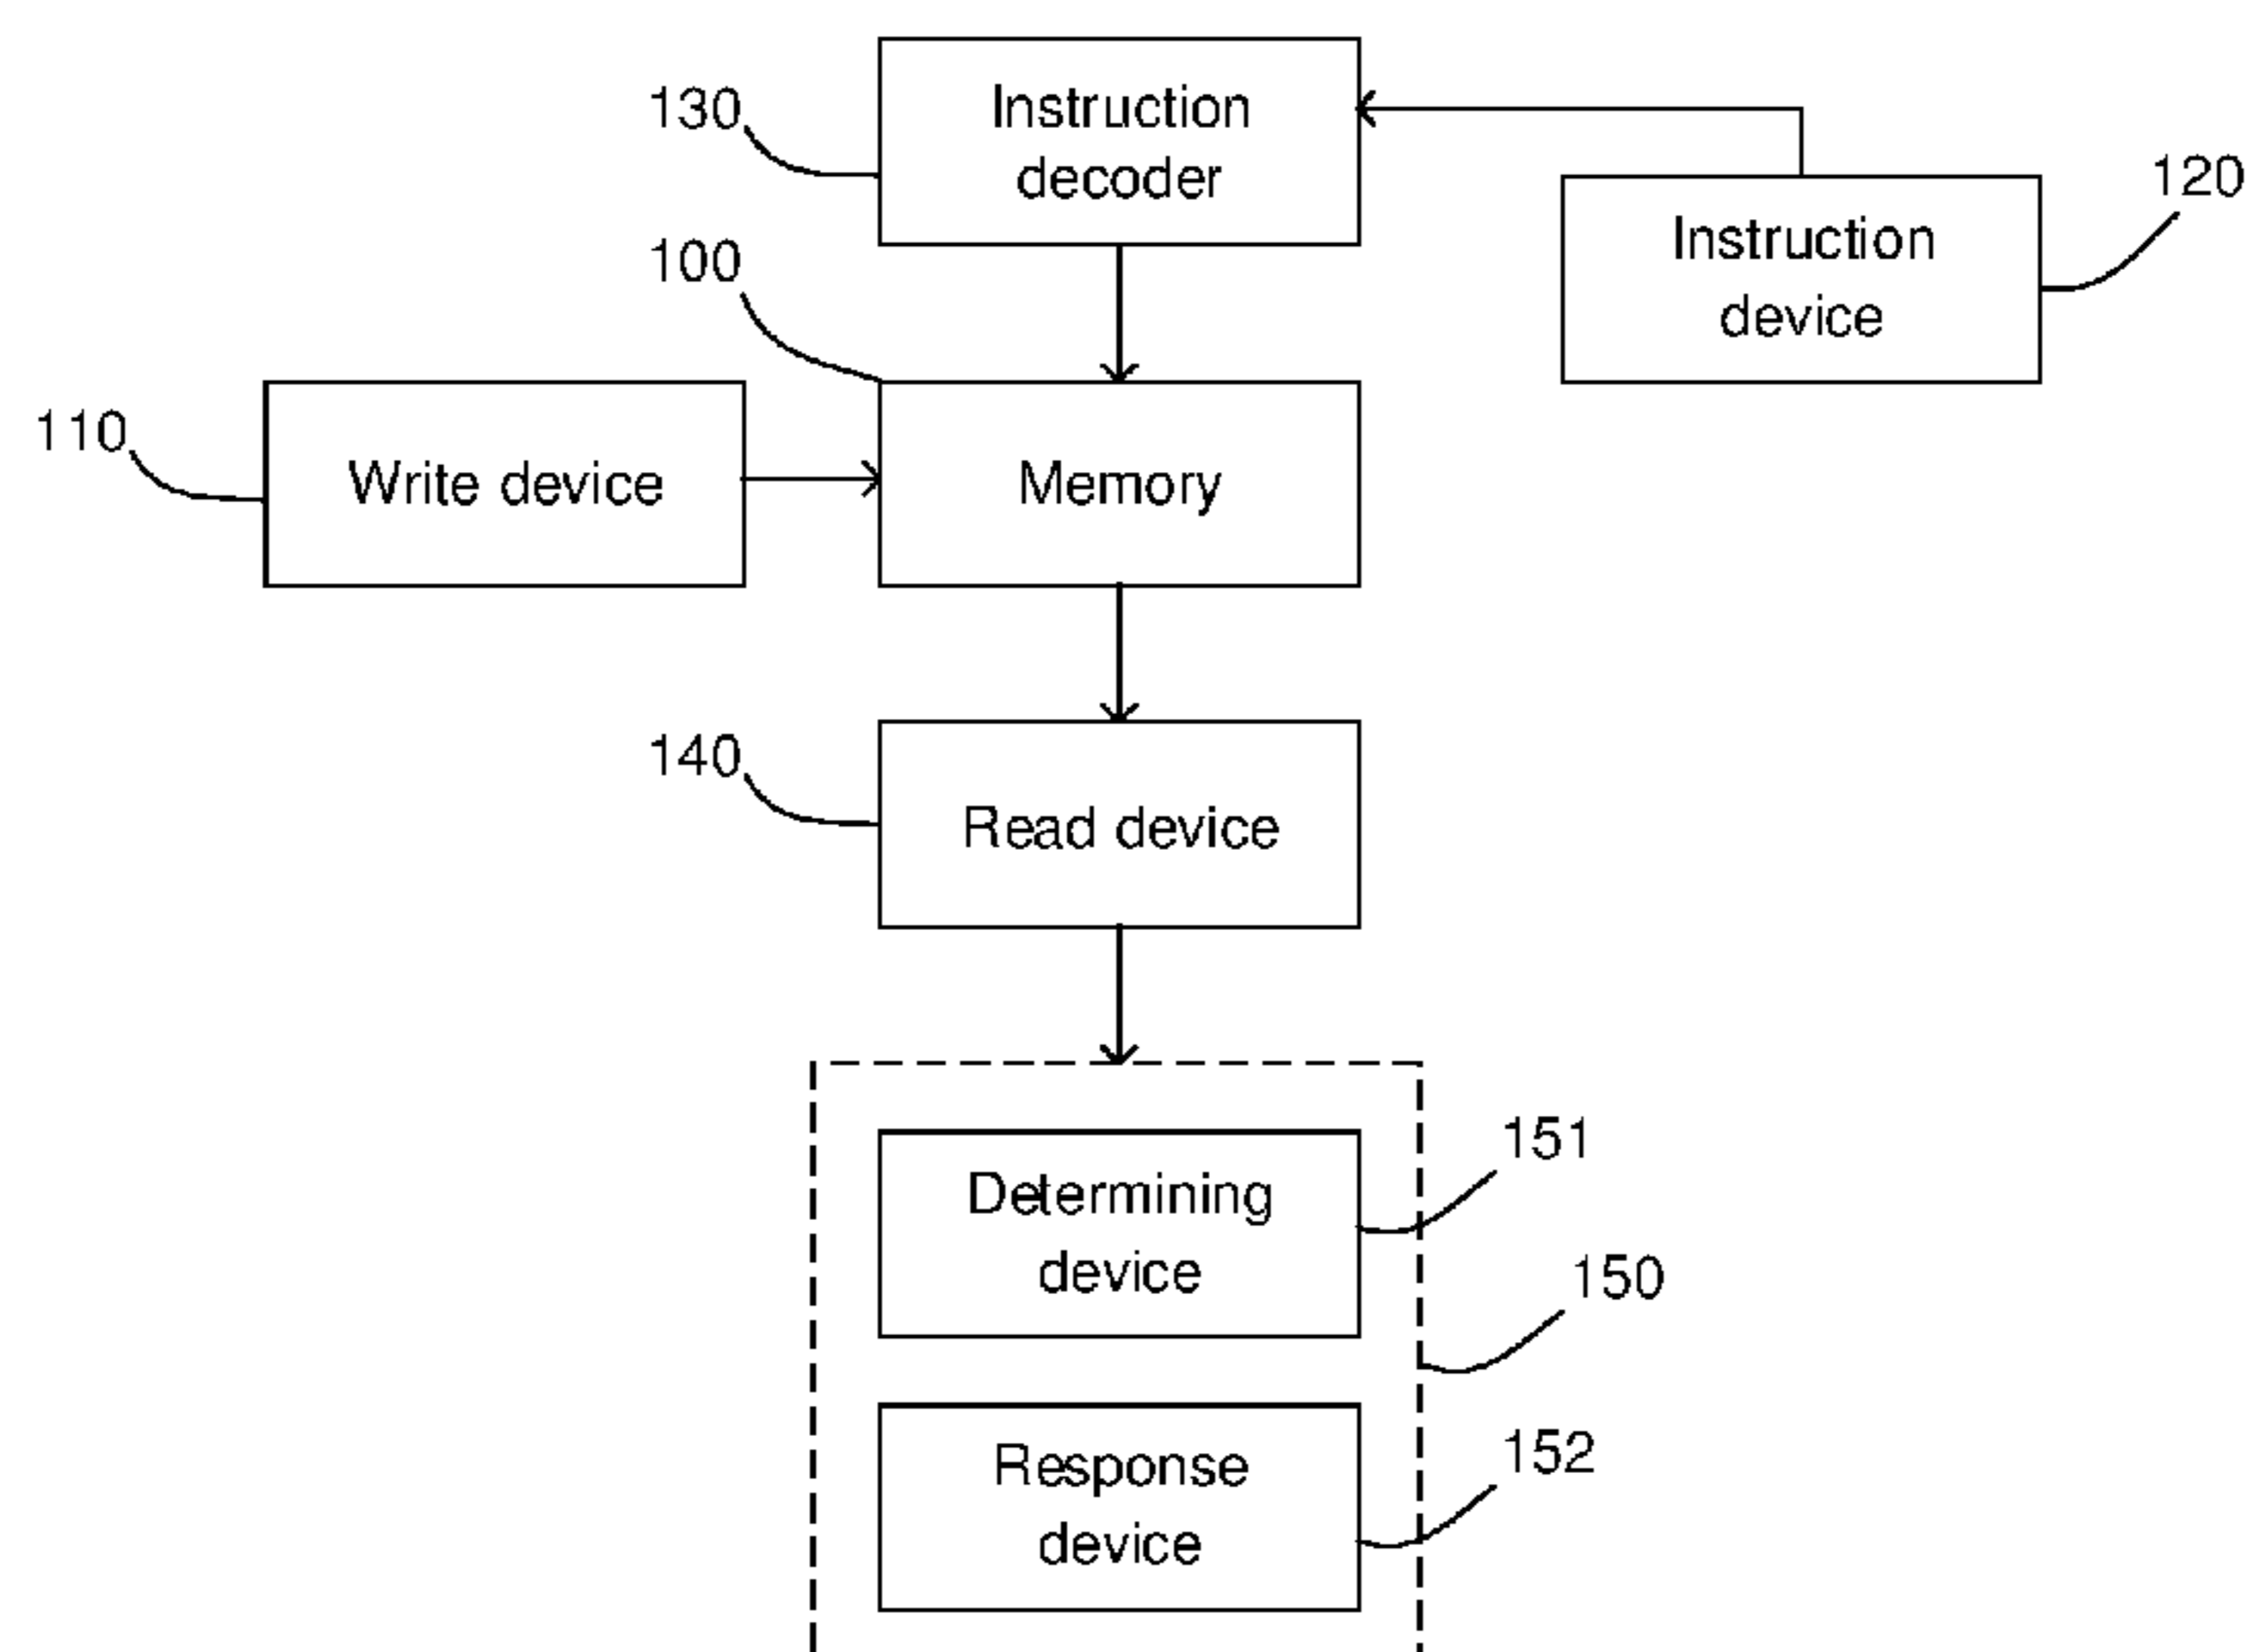 130
Instruction
decoder
120
Instruction
device
100
110
Write device
Memory
140
Read device
151
Determining
device
150
152
Response
device